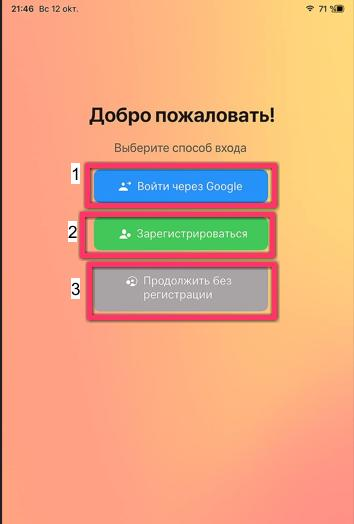 21:46 Вс 12 окт.
71 %
Добро пожаловать!
Выберите способ входа
1
Войти через Google
2
Зарегистрироваться
3
Продолжить без
регистрации